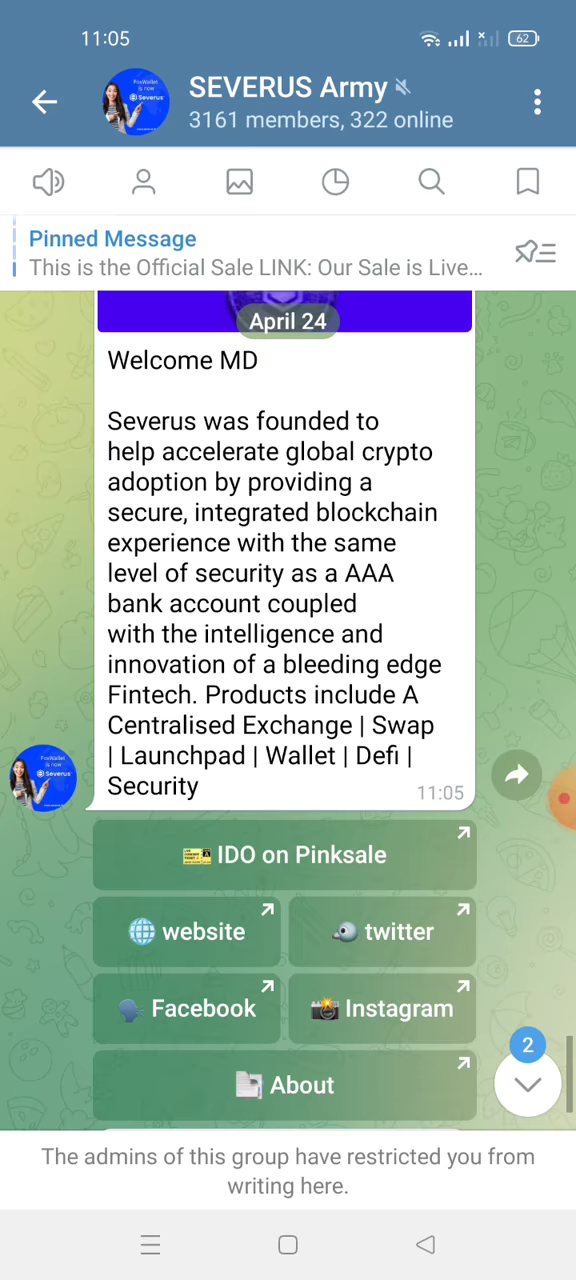 11:05
62
SEVERUS Army
3161 members, 322 online
Pinned Message
This is the Official Sale LINK: Our Sale is Live...
April 24
Welcome MD
Severus was founded to
help accelerate global crypto
adoption by providing a
secure, integrated blockchain
experience with the same
level of security as a AAA
bank account coupled
with the intelligence and
innovation of a bleeding edge
Fintech. Products include A
Centralised Exchange | Swap
| Launchpad | Wallet | Defi |
Security
11:05
IDO on Pinksale
website
twitter
Facebook
Instagram
About
2
The admins of this group have restricted you from
writing here.